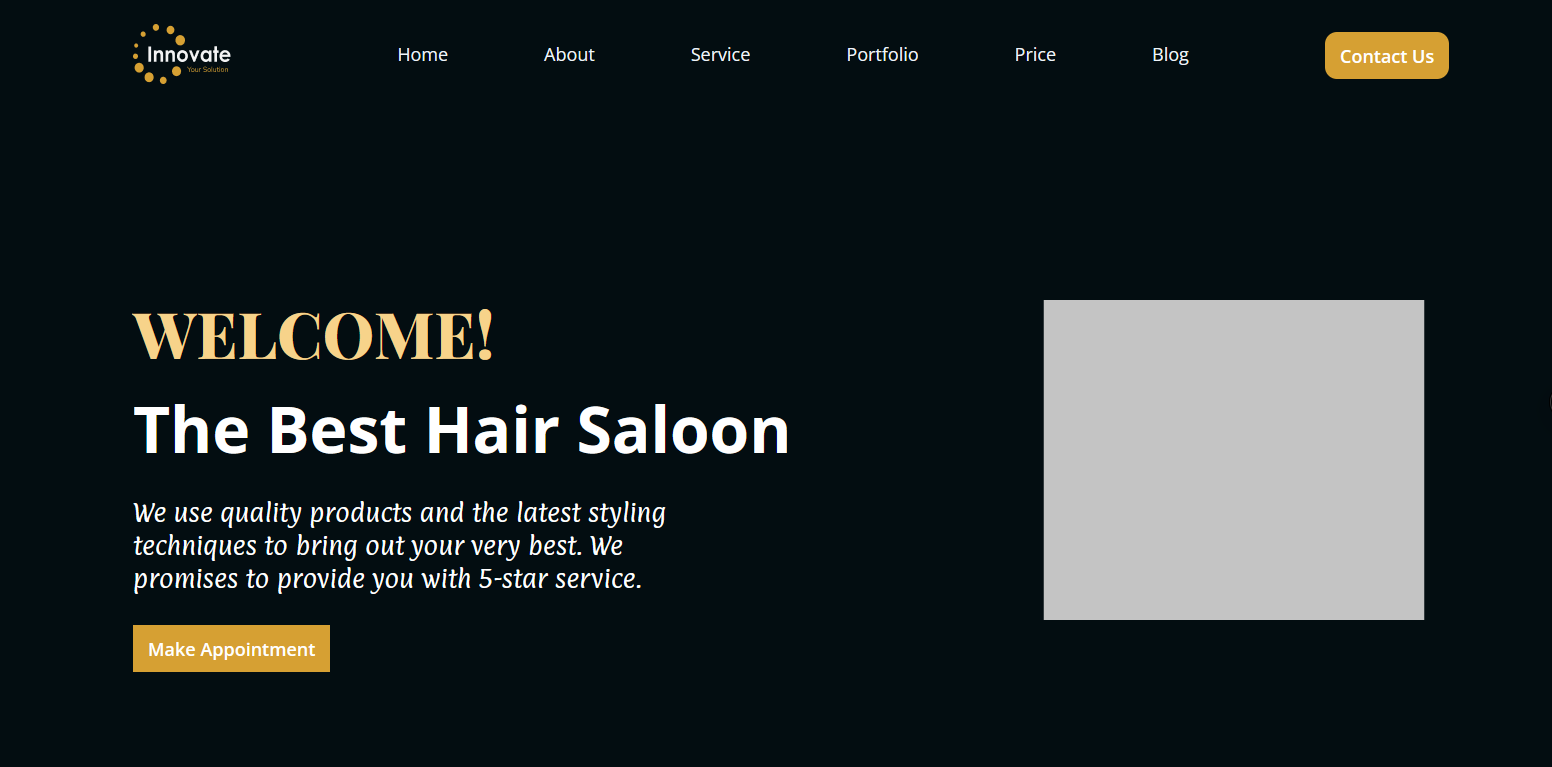 Innovate
Your Solution
Home About Service Portfolio Price Blog Contact Us
WELCOME!
The Best Hair Saloon
We use quality products and the latest styling
techniques to bring out your very best. We
promises to provide you with 5-star service.
Make Appointment